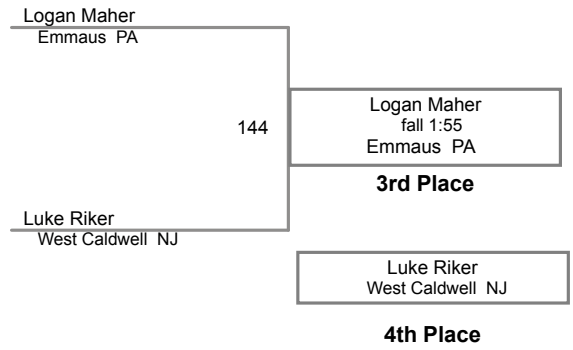 Logan Maher
Emmaus PA
144
Logan Maher
fall 1:55
Emmaus PA
3rd Place
Luke Riker
West Caldwell NJ
Luke Riker
West Caldwell NJ
4th Place